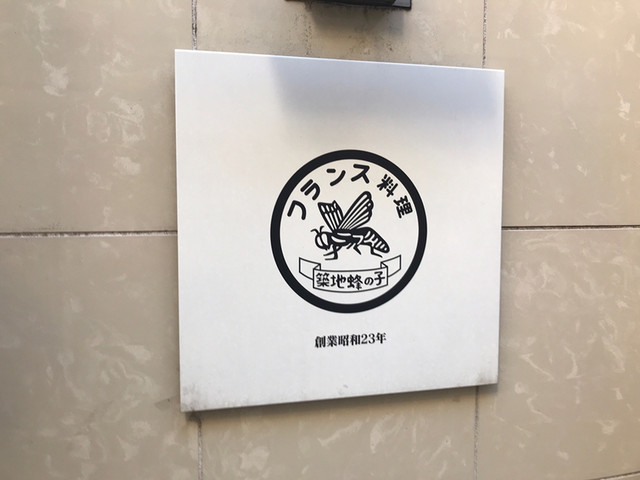 フランス料理
築地蜂の子
創業昭和23年